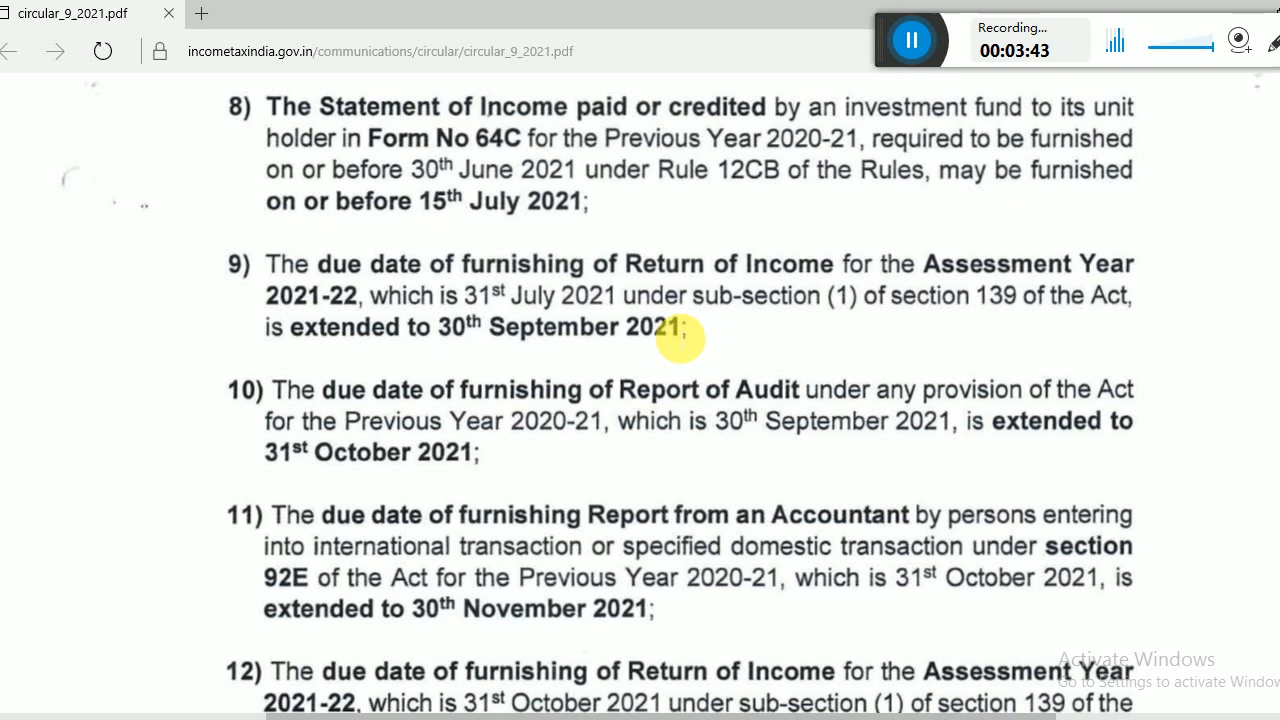 circular_9_2021.pdf
incometaxindia.gov.in/communications/circular/circular_9_2021.pdf
Recording...
00:03:43
8) The Statement of Income paid or credited by an investment fund to its unit
holder in Form No 64C for the Previous Year 2020-21, required to be furnished
on or before 30th June 2021 under Rule 12CB of the Rules, may be furnished
on or before 15th July 2021;
9) The due date of furnishing of Return of Income for the Assessment Year
2021-22, which is 31st July 2021 under sub-section (1) of section 139 of the Act,
is extended to 30th September 2021;
10) The due date of furnishing of Report of Audit under any provision of the Act
for the Previous Year 2020-21, which is 30th September 2021, is extended to
31st October 2021;
11) The due date of furnishing Report from an Accountant by persons entering
into international transaction or specified domestic transaction under section
92E of the Act for the Previous Year 2020-21, which is 31st October 2021, is
extended to 30th November 2021;
12) The due date of furnishing of Return of Income for the Assessment Year
2021-22, which is 31st October 2021 under sub-section (1) of section 139 of the
Activate Windows
Go to Settings to activate Windo